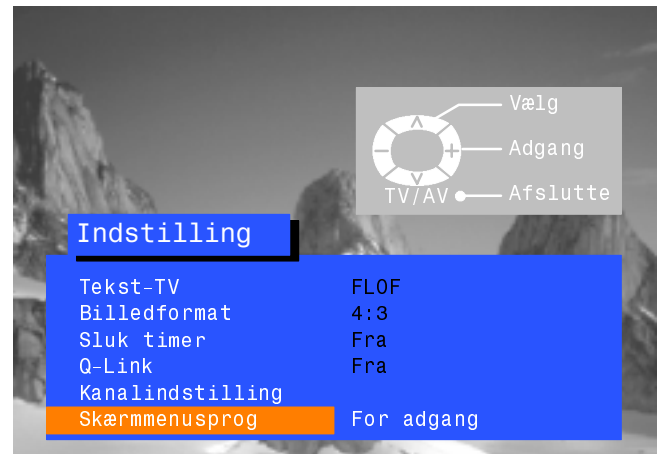 Vælg
Adgang
TV/AV Afslutte
Indstilling
Tekst-TV FLOF
Billedformat 4:3
Sluk timer Fra
Q-Link Fra
Kanalindstilling
Skærmmenusprog For adgang